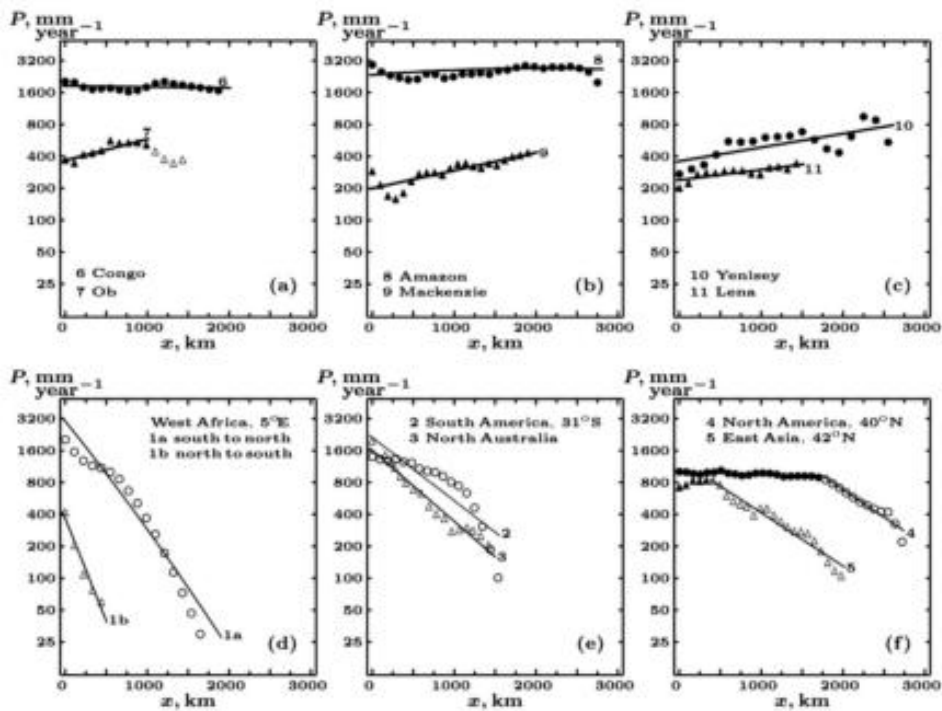 P, mm year−1
3200
1600
800
400
200
100
50
25
6
7
6 Congo
7 Ob
(a)
0 1000 2000 3000
x, km
P, mm year−1
3200
1600
800
400
200
100
50
25
8
9
8 Amazon
9 Mackenzie
(b)
0 1000 2000 3000
x, km
P, mm year−1
3200
1600
800
400
200
100
50
25
10
11
10 Yenisey
11 Lena
(c)
0 1000 2000 3000
x, km
P, mm year−1
3200
1600
800
400
200
100
50
25
West Africa, 5°E
1a south to north
1b north to south
1b
1a
(d)
0 1000 2000 3000
x, km
P, mm year−1
3200
1600
800
400
200
100
50
25
2 South America, 31°S
3 North Australia
2
3
(e)
0 1000 2000 3000
x, km
P, mm year−1
3200
1600
800
400
200
100
50
25
4 North America, 40°N
5 East Asia, 42°N
4
5
(f)
0 1000 2000 3000
x, km